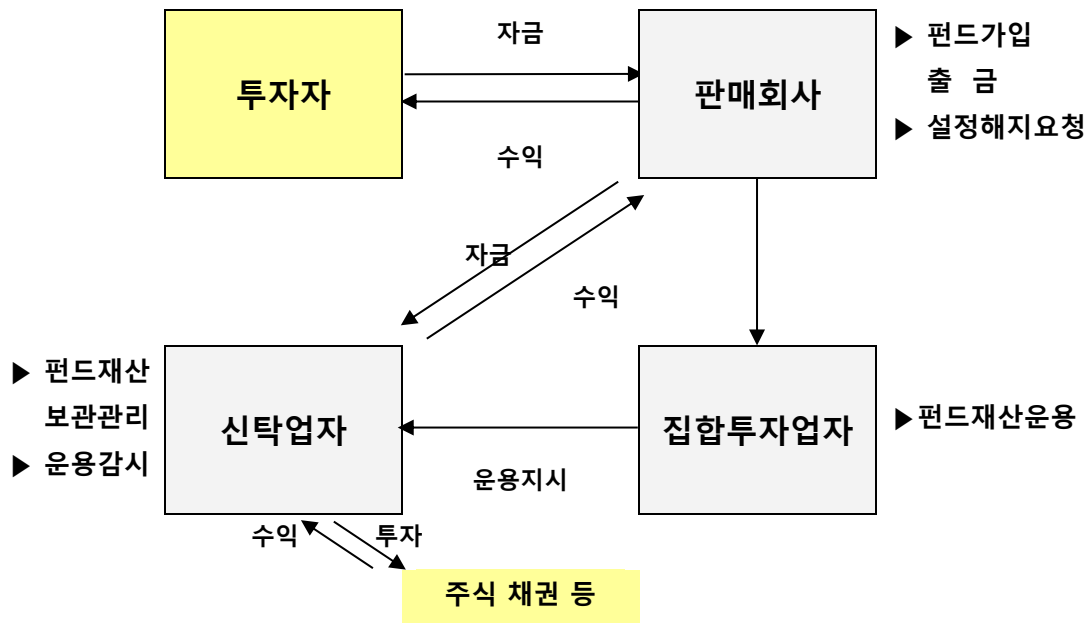 자금
투자자
판매회사
▶ 펀드가입
출 금
▶ 설정해지요청
수익
자금
수익
▶ 펀드재산
보관관리
▶ 운용감시
신탁업자
집합투자업자
▶펀드재산운용
운용지시
수익
투자
주식 채권 등